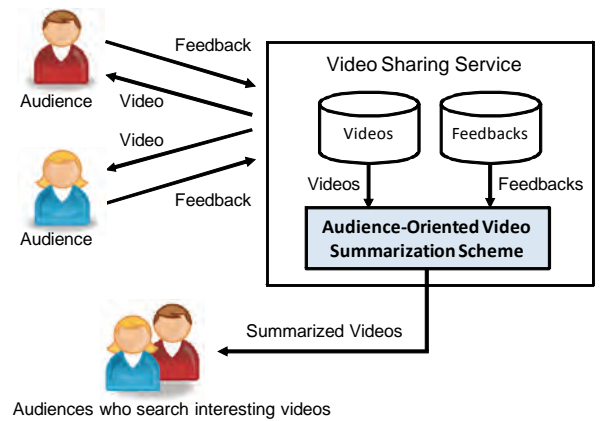 Feedback
Video Sharing Service
Audience
Video
Video
Videos
Feedbacks
Videos
Feedbacks
Feedback
Audience
Audience-Oriented Video
Summarization Scheme
Summarized Videos
Audiences who search interesting videos